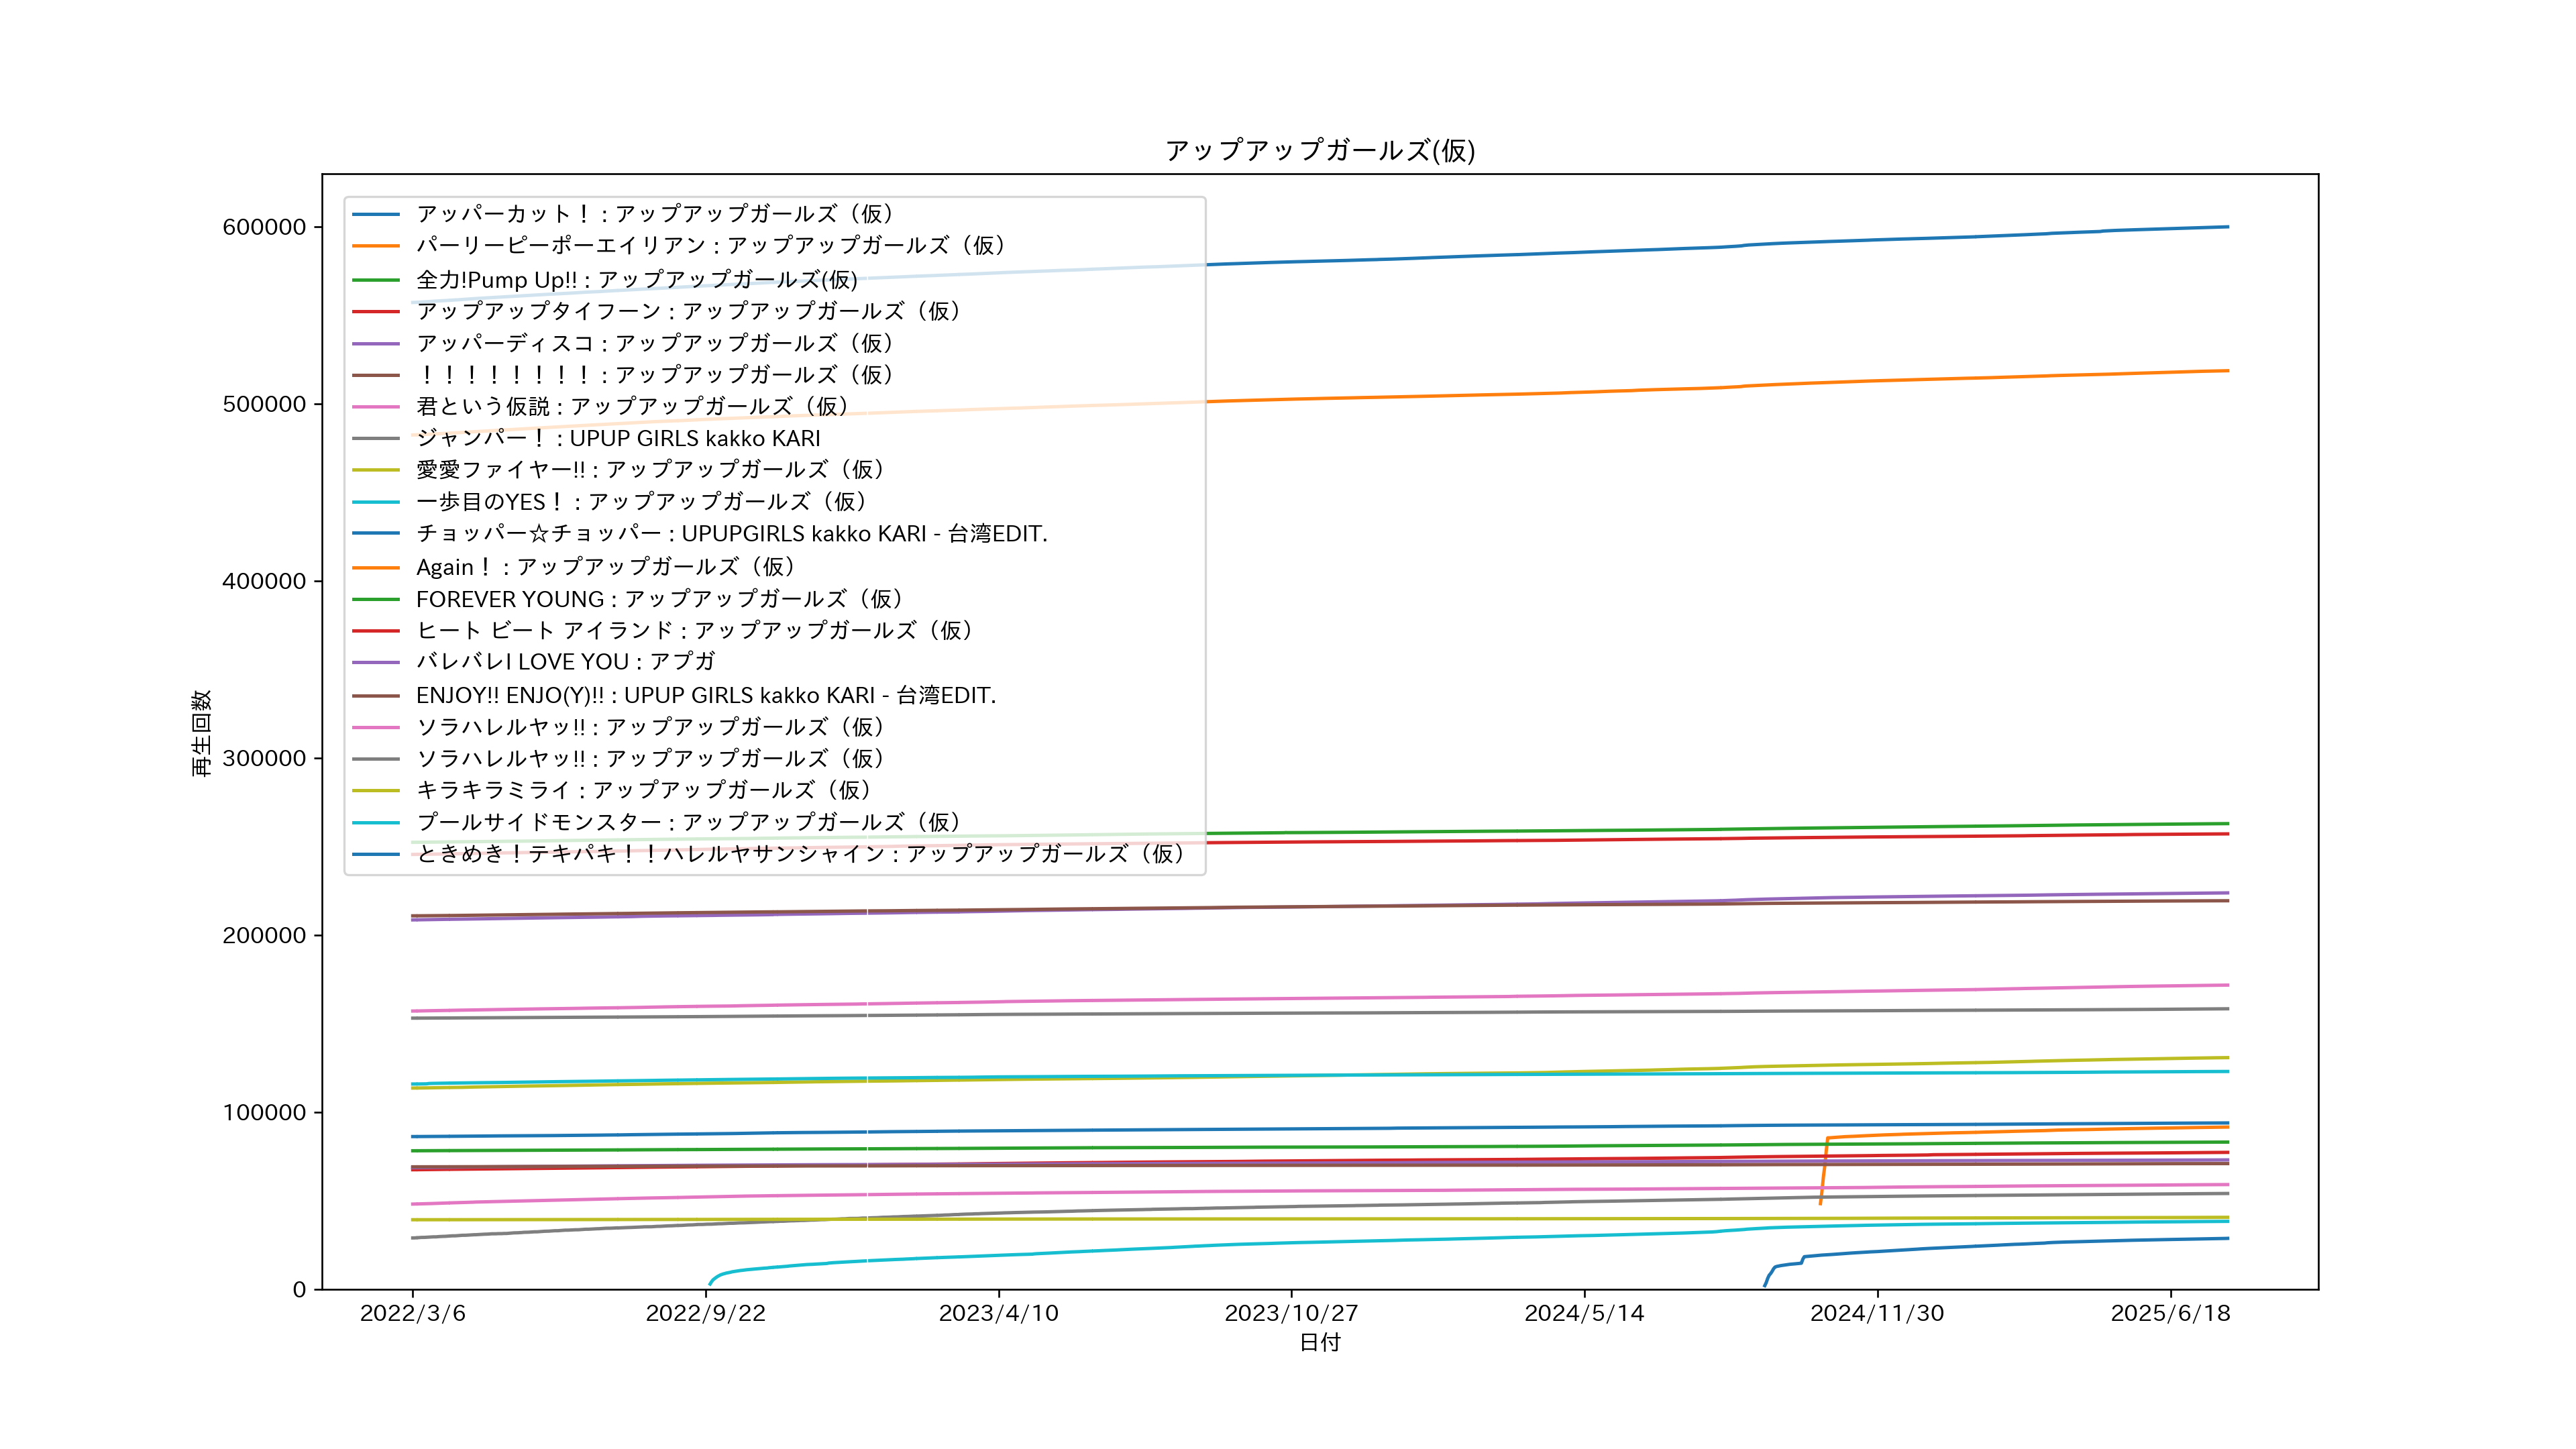 アップアップガールズ(仮)
アッパーカット！ : アップアップガールズ（仮）
パーリーピーポーエイリアン : アップアップガールズ（仮）
全力!Pump Up!! : アップアップガールズ(仮)
アップアップタイフーン : アップアップガールズ（仮）
アッパーディスコ : アップアップガールズ（仮）
！！！！！！！！ : アップアップガールズ（仮）
君という仮説 : アップアップガールズ（仮）
ジャンパー！ : UPUP GIRLS kakko KARI
愛愛ファイヤー!! : アップアップガールズ（仮）
一歩目のYES！ : アップアップガールズ（仮）
チョッパー☆チョッパー : UPUPGIRLS kakko KARI - 台湾EDIT.
Again！ : アップアップガールズ（仮）
FOREVER YOUNG : アップアップガールズ（仮）
ヒート ビート アイランド : アップアップガールズ（仮）
バレバレI LOVE YOU : アプガ
ENJOY!! ENJO(Y)!! : UPUP GIRLS kakko KARI - 台湾EDIT.
ソラハレルヤッ!! : アップアップガールズ（仮）
ソラハレルヤッ!! : アップアップガールズ（仮）
キラキラミライ : アップアップガールズ（仮）
プールサイドモンスター : アップアップガールズ（仮）
ときめき！テキパキ！！ハレルヤサンシャイン : アップアップガールズ（仮）
再生回数
600000
500000
400000
300000
200000
100000
0
2022/3/6
2022/9/22
2023/4/10
2023/10/27
2024/5/14
2024/11/30
2025/6/18
日付